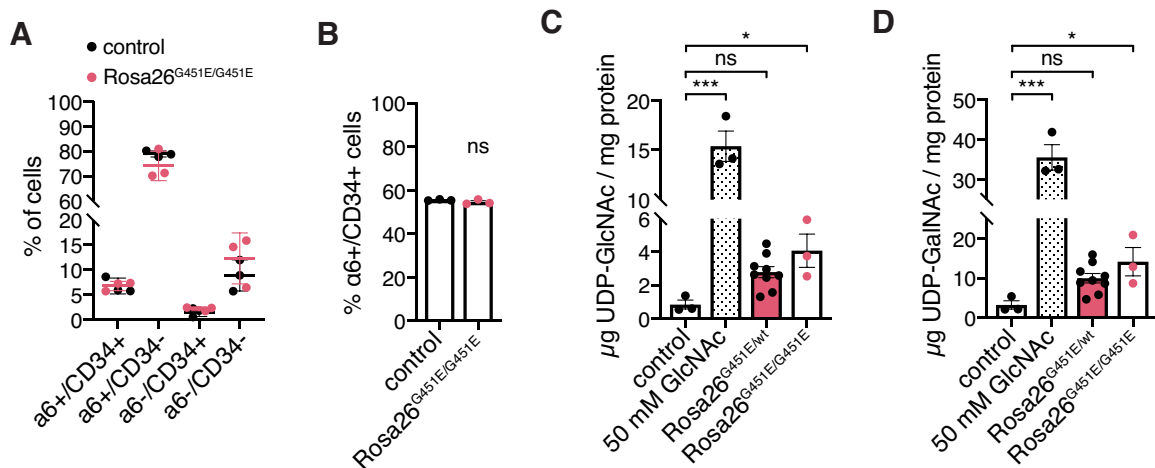 A
control
Rosa26G451E/G451E
% of cells
100
90
80
70
60
20
15
10
5
0
a6+/CD34+
a6+/CD34-
a6-/CD34+
a6-/CD34-
B
% α6+/CD34+ cells
100
80
60
40
20
0
ns
control
Rosa26G451E/G451E
C
µg UDP-GlcNAc / mg protein
*
ns
***
20
15
10
6
4
2
0
control
50 mM GlcNAc
Rosa26G451E/wt
Rosa26G451E/G451E
D
µg UDP-GalNAc / mg protein
*
ns
***
50
40
30
20
10
0
control
50 mM GlcNAc
Rosa26G451E/wt
Rosa26G451E/G451E